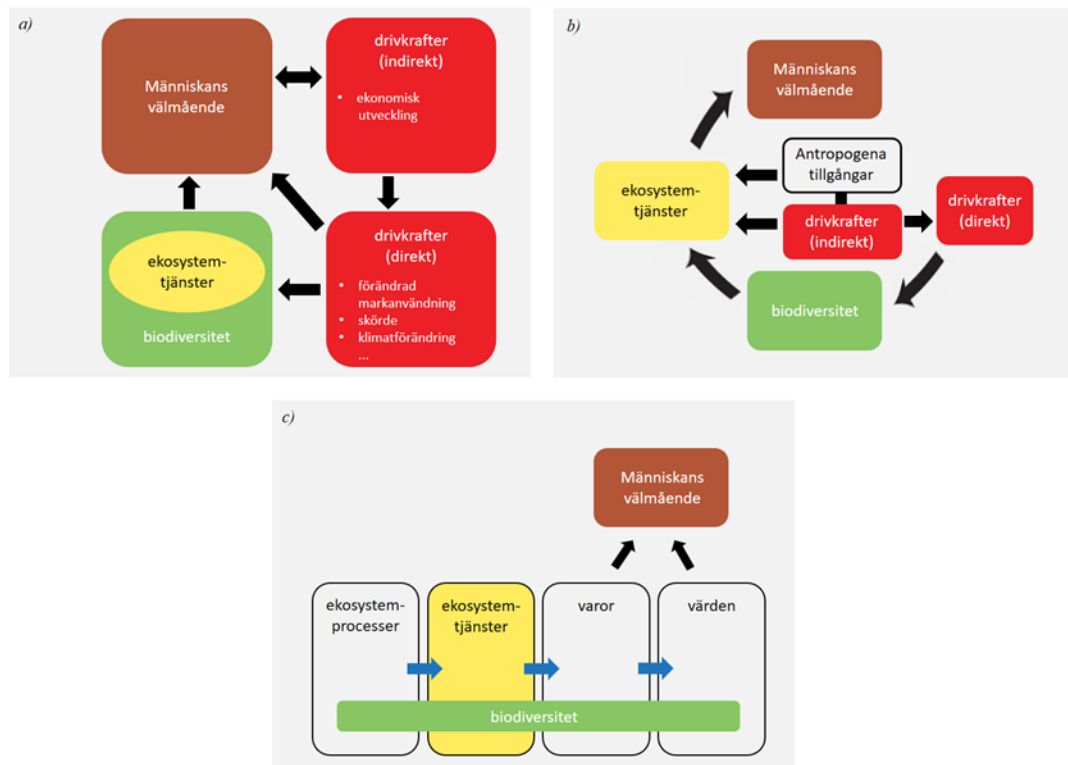 a)
Människans
välmående
drivkrafter
(indirekt)
• ekonomisk
utveckling
ekosystem-
tjänster
biodiversitet
drivkrafter
(direkt)
• förändrad
markanvändning
• skörde
• klimatförändring
...
b)
Människans
välmående
Antropogena
tillgångar
ekosystem-
tjänster
drivkrafter
(indirekt)
drivkrafter
(direkt)
biodiversitet
c)
Människans
välmående
ekosystem-
processer
ekosystem-
tjänster
varor
värden
biodiversitet